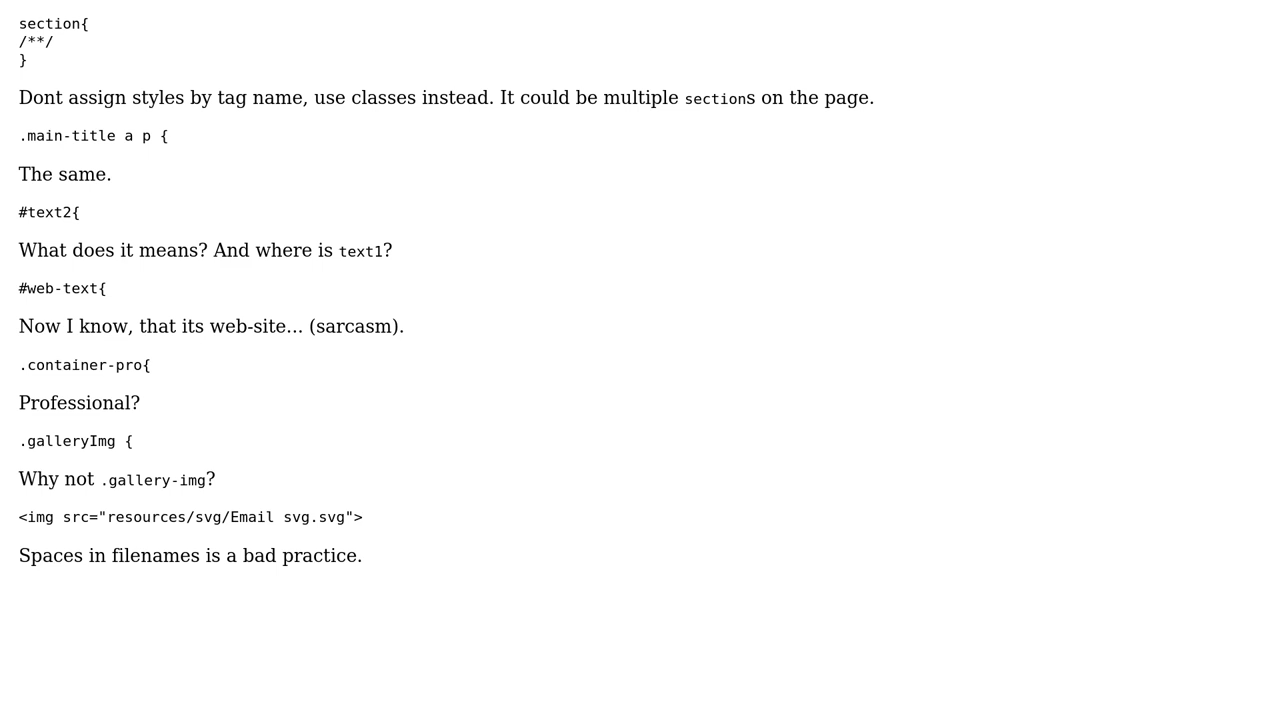 section{
/**/
}
Dont assign styles by tag name, use classes instead. It could be multiple sections on the page.
.main-title a p {
The same.
#text2{
What does it means? And where is text1?
#web-text{
Now I know, that its web-site... (sarcasm).
.container-pro{
Professional?
.galleryImg {
Why not .gallery-img?
<img src="resources/svg/Email svg.svg">
Spaces in filenames is a bad practice.